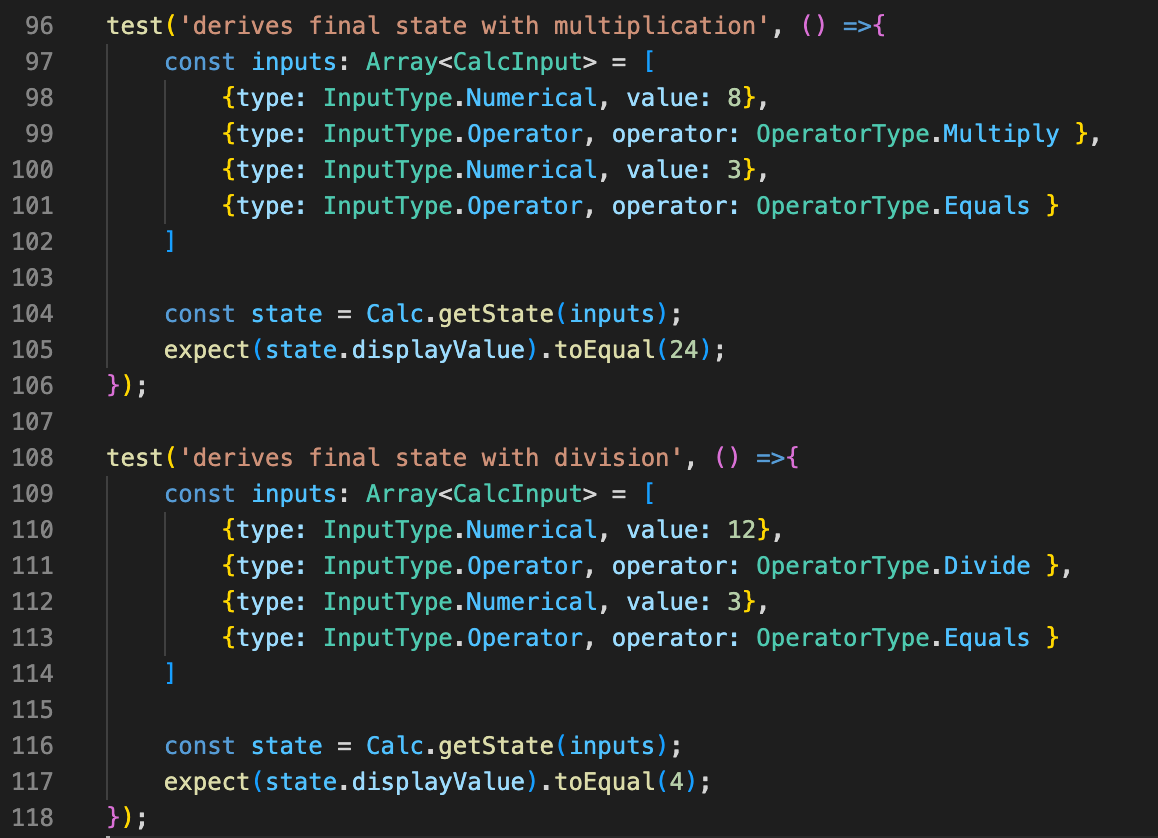 96 test('derives final state with multiplication', () =>{
97 const inputs: Array<CalcInput> = [
98 {type: InputType.Numerical, value: 8},
99 {type: InputType.Operator, operator: OperatorType.Multiply },
100 {type: InputType.Numerical, value: 3},
101 {type: InputType.Operator, operator: OperatorType.Equals }
102 ]
103
104 const state = Calc.getState(inputs);
105 expect(state.displayValue).toEqual(24);
106 });
107
108 test('derives final state with division', () =>{
109 const inputs: Array<CalcInput> = [
110 {type: InputType.Numerical, value: 12},
111 {type: InputType.Operator, operator: OperatorType.Divide },
112 {type: InputType.Numerical, value: 3},
113 {type: InputType.Operator, operator: OperatorType.Equals }
114 ]
115
116 const state = Calc.getState(inputs);
117 expect(state.displayValue).toEqual(4);
118 });